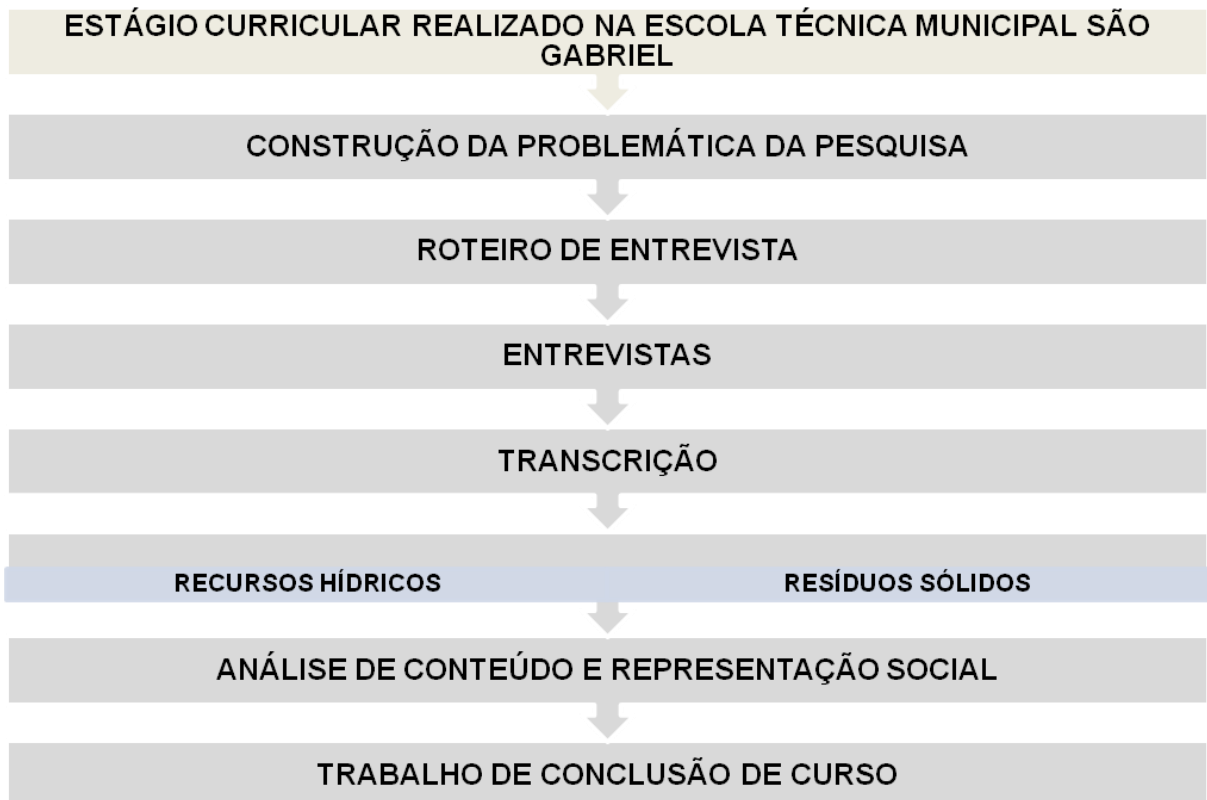 ESTÁGIO CURRICULAR REALIZADO NA ESCOLA TÉCNICA MUNICIPAL SÃO
GABRIEL
CONSTRUÇÃO DA PROBLEMÁTICA DA PESQUISA
ROTEIRO DE ENTREVISTA
ENTREVISTAS
TRANSCRIÇÃO
RECURSOS HÍDRICOS
RESÍDUOS SÓLIDOS
ANÁLISE DE CONTEÚDO E REPRESENTAÇÃO SOCIAL
TRABALHO DE CONCLUSÃO DE CURSO